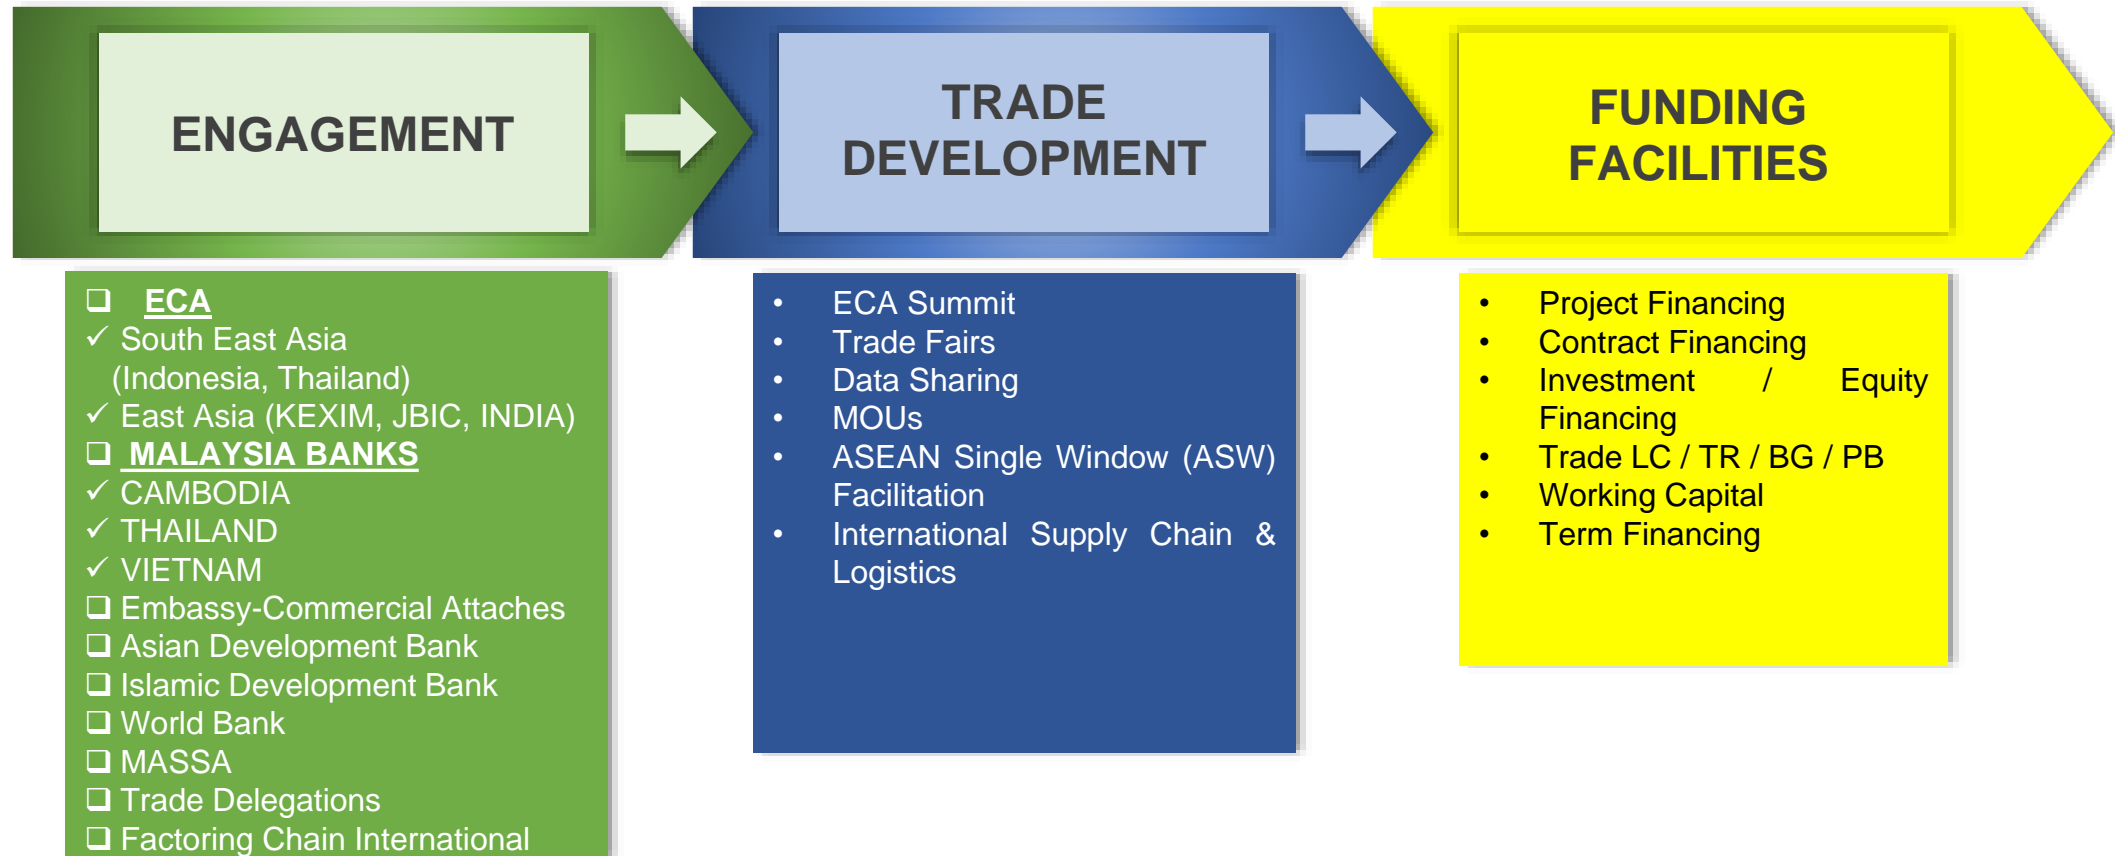 ENGAGEMENT
TRADE
DEVELOPMENT
FUNDING
FACILITIES
❑ ECA
✓ South East Asia
(Indonesia, Thailand)
✓ East Asia (KEXIM, JBIC, INDIA)
❑ MALAYSIA BANKS
✓ CAMBODIA
✓ THAILAND
✓ VIETNAM
❑ Embassy-Commercial Attaches
❑ Asian Development Bank
❑ Islamic Development Bank
❑ World Bank
❑ MASSA
❑ Trade Delegations
❑ Factoring Chain International
• ECA Summit
• Trade Fairs
• Data Sharing
• MOUs
• ASEAN Single Window (ASW)
Facilitation
• International Supply Chain &
Logistics
• Project Financing
• Contract Financing
• Investment / Equity
Financing
• Trade LC / TR / BG / PB
• Working Capital
• Term Financing